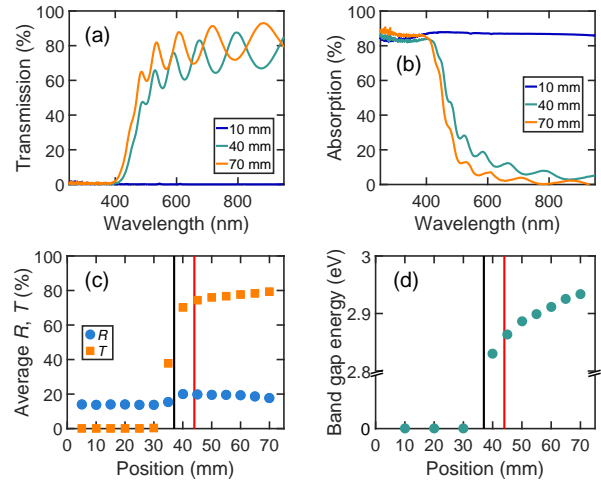 (a)
Transmission (%)
100
80
60
40
20
0
10 mm
40 mm
70 mm
400
600
800
Wavelength (nm)
(b)
Absorption (%)
100
80
60
40
20
0
10 mm
40 mm
70 mm
400
600
800
Wavelength (nm)
(c)
Average R, T (%)
100
80
60
40
20
0
R
T
0 10 20 30 40 50 60 70
Position (mm)
(d)
Band gap energy (eV)
3
2.9
2.8
0
0 10 20 30 40 50 60 70
Position (mm)